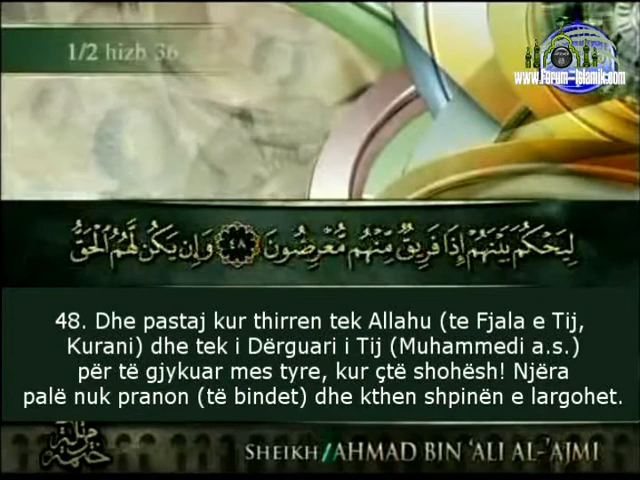 1/2 hizb 36
www.Forum-Islamik.com
لِيَحْكُمَ بَيْنَهُمْ إِذَا فَرِيقٌ مِّنْهُم مُّعْرِضُونَ ٤٨ وَإِن يَكُن لَّهُمُ الْحَقُّ
48. Dhe pastaj kur thirren tek Allahu (te Fjala e Tij,
Kurani) dhe tek i Dërguari i Tij (Muhammedi a.s.)
për të gjykuar mes tyre, kur çtë shohësh! Njëra
palë nuk pranon (të bindet) dhe kthen shpinën e largohet.
SHEIKH/AHMAD BIN ‘ALI AL-’AJMI